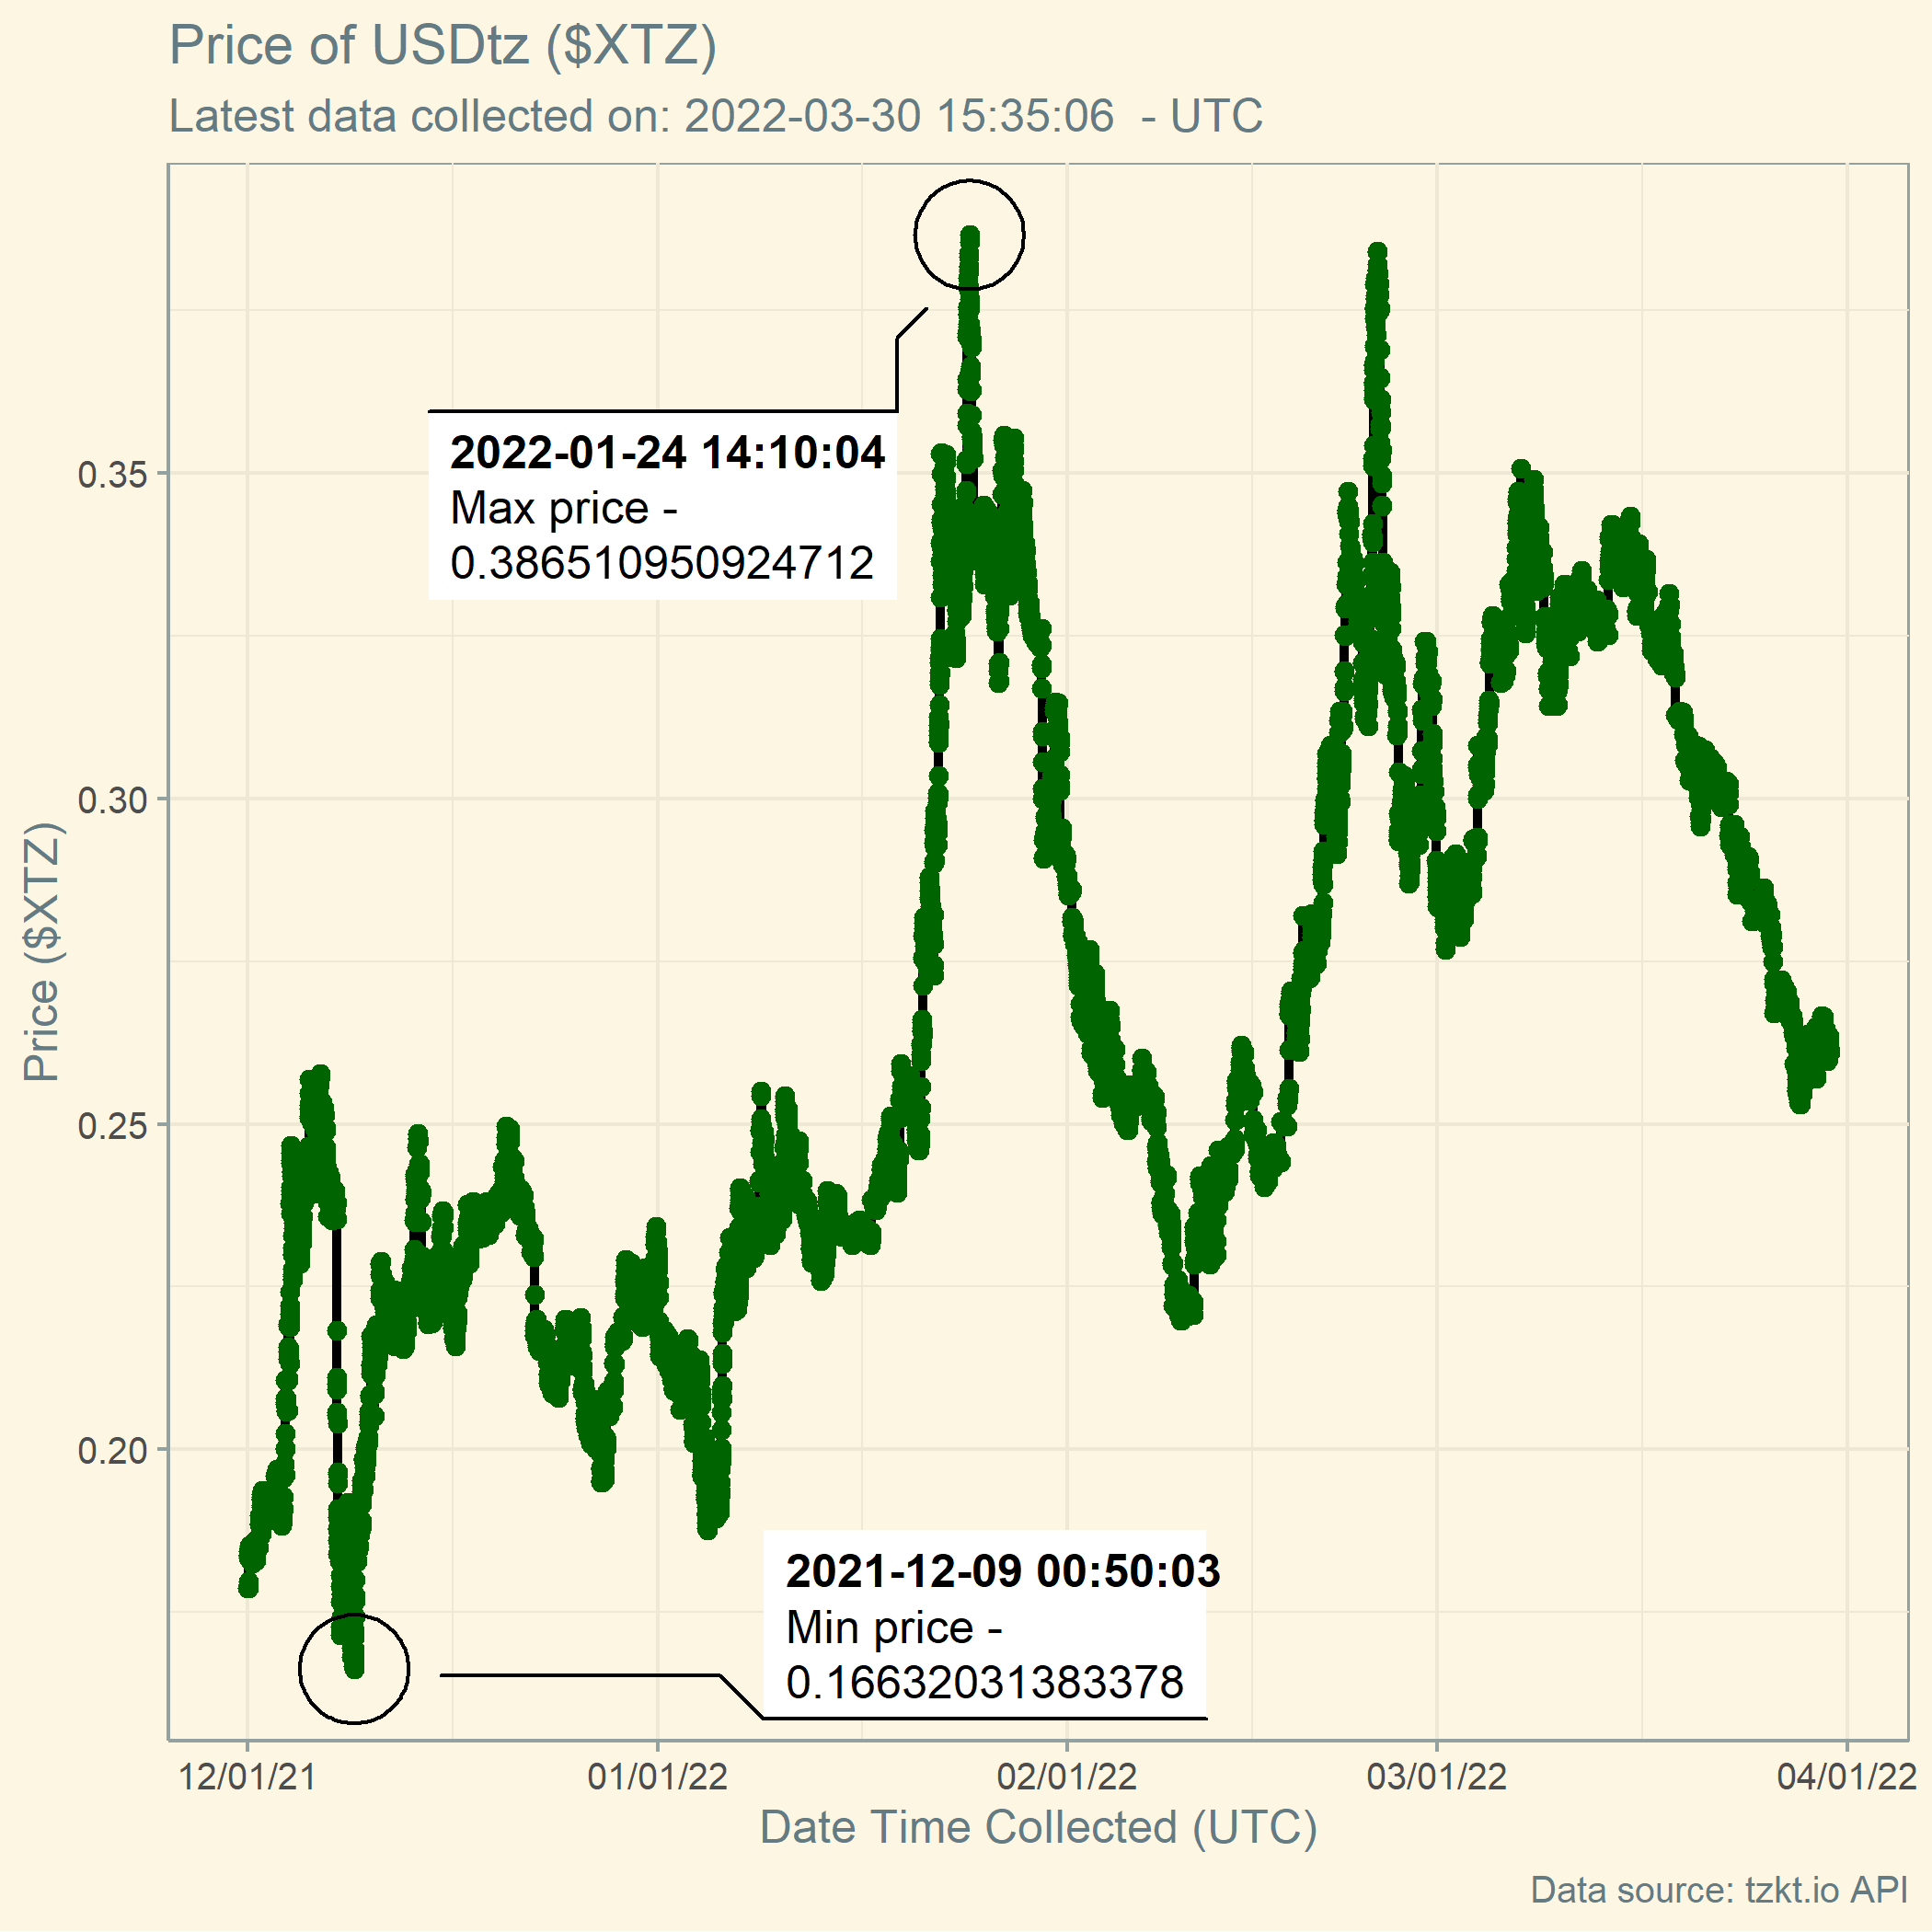 Price of USDtz ($XTZ)
Latest data collected on: 2022-03-30 15:35:06  - UTC
2022-01-24 14:10:04
Max price -
0.386510950924712
0.35
0.30
0.25
0.20
Price ($XTZ)
2021-12-09 00:50:03
Min price -
0.16632031383378
12/01/21
01/01/22
02/01/22
03/01/22
04/01/22
Date Time Collected (UTC)
Data source: tzkt.io API